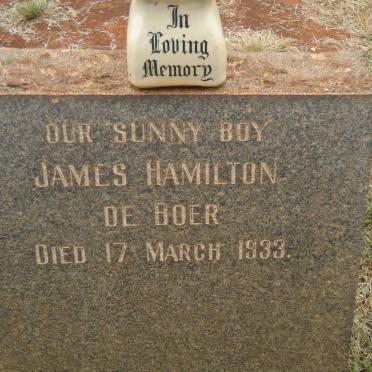 In
Loving
Memory
OUR SUNNY BOY
JAMES HAMILTON
DE BOER
DIED 17 MARCH 1933.